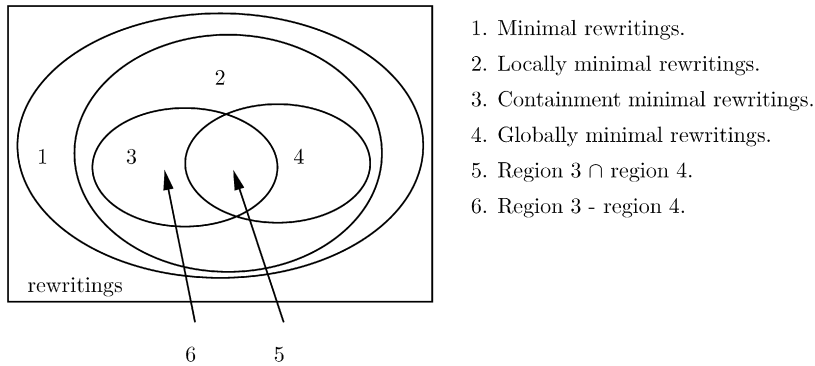 1
2
3
4
rewritings
6
5
1. Minimal rewritings.
2. Locally minimal rewritings.
3. Containment minimal rewritings.
4. Globally minimal rewritings.
5. Region 3 ∩ region 4.
6. Region 3 - region 4.